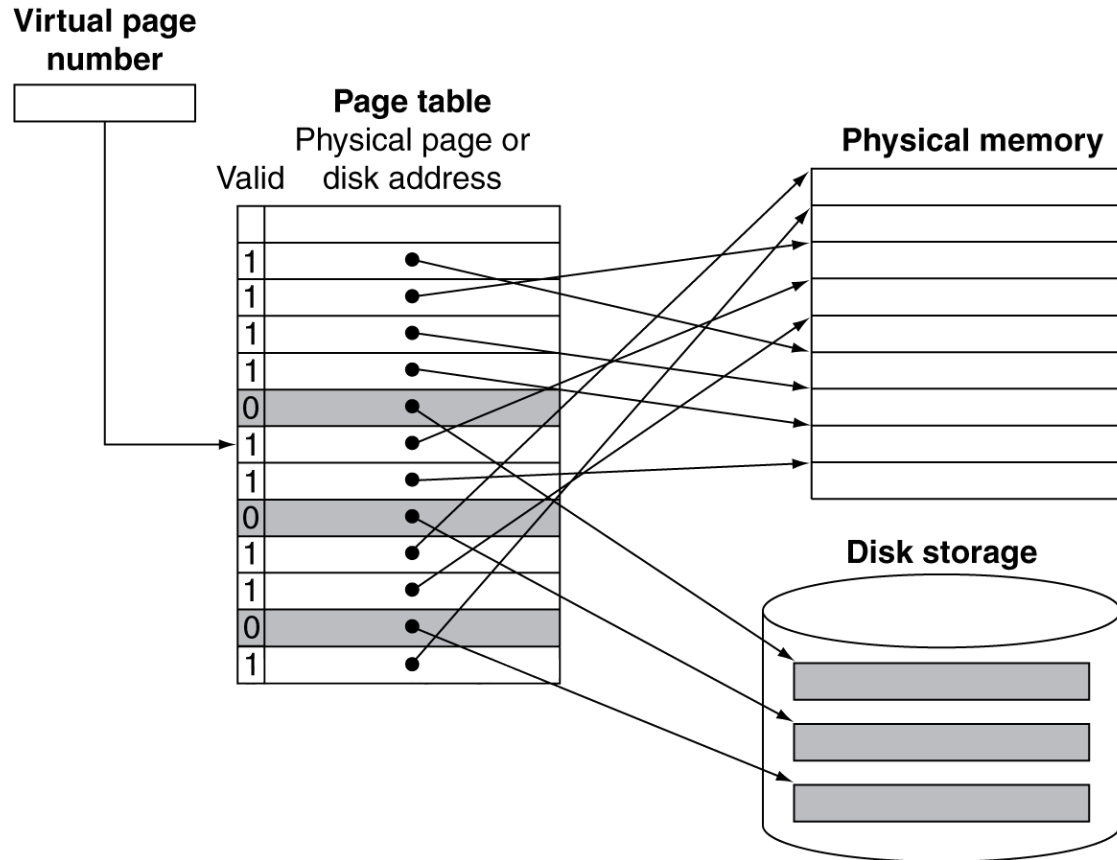 Virtual page
number
Page table
Physical page or
Valid disk address
Physical memory
1
1
1
1
0
1
1
0
1
1
0
1
Disk storage